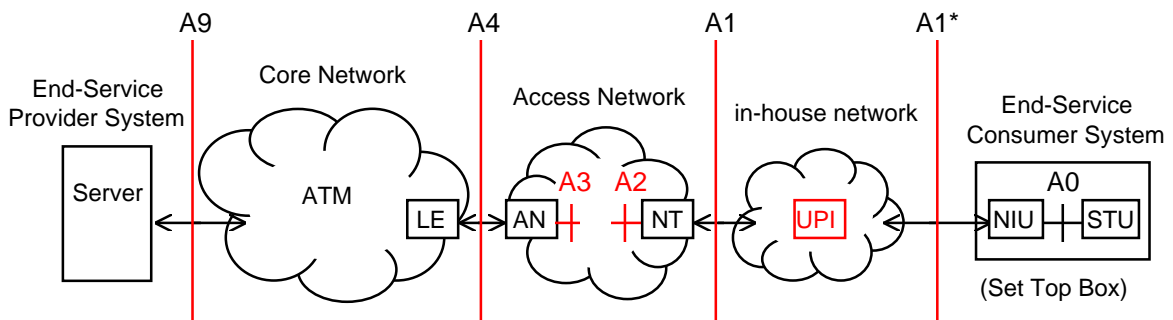 A9
A4
A1
A1*
Core Network
End-Service
Provider System
Access Network
in-house network
End-Service
Consumer System
Server
ATM
LE
AN
A3
A2
NT
UPI
A0
NIU
STU
(Set Top Box)